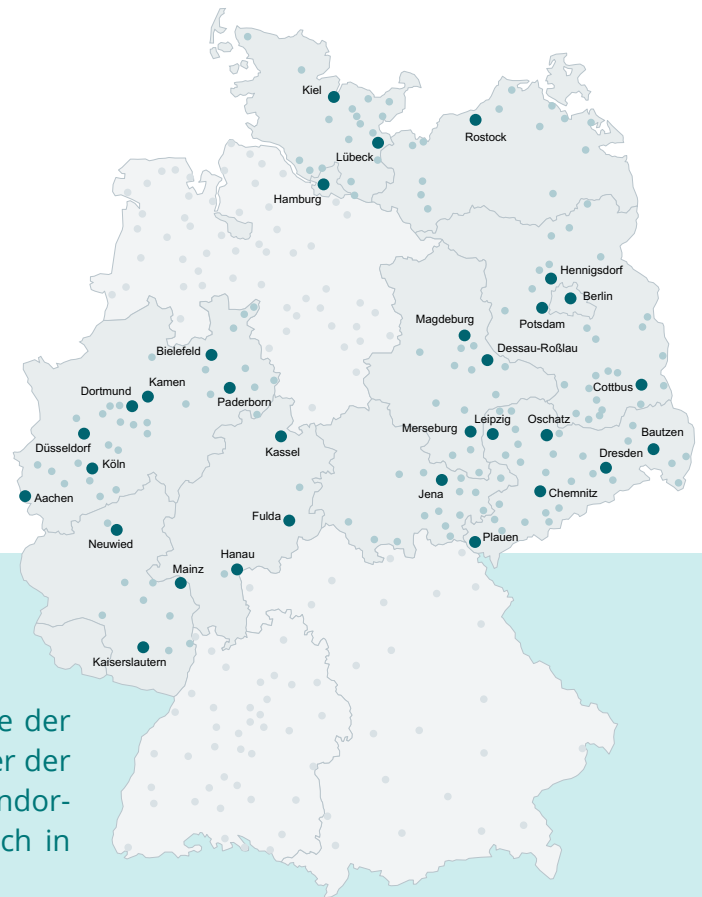 Kiel
Rostock
Lübeck
Hamburg
Hennigsdorf
Berlin
Potsdam
Magdeburg
Dessau-Roßlau
Bielefeld
Kamen
Dortmund
Paderborn
Cottbus
Merseburg
Leipzig
Oschatz
Bautzen
Düsseldorf
Kassel
Dresden
Köln
Aachen
Jena
Chemnitz
Fulda
Plauen
Neuwied
Hanau
Mainz
Kaiserslautern
e der
er der
ndor-
ch in